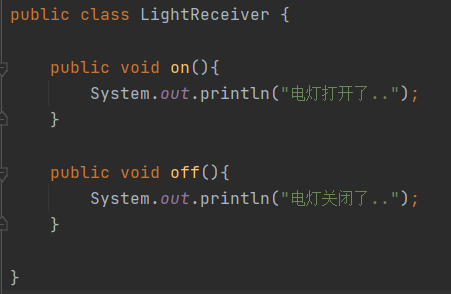 public class LightReceiver {
public void on(){
System.out.println("电灯打开了..");
}
public void off(){
System.out.println("电灯关闭了..");
}
}